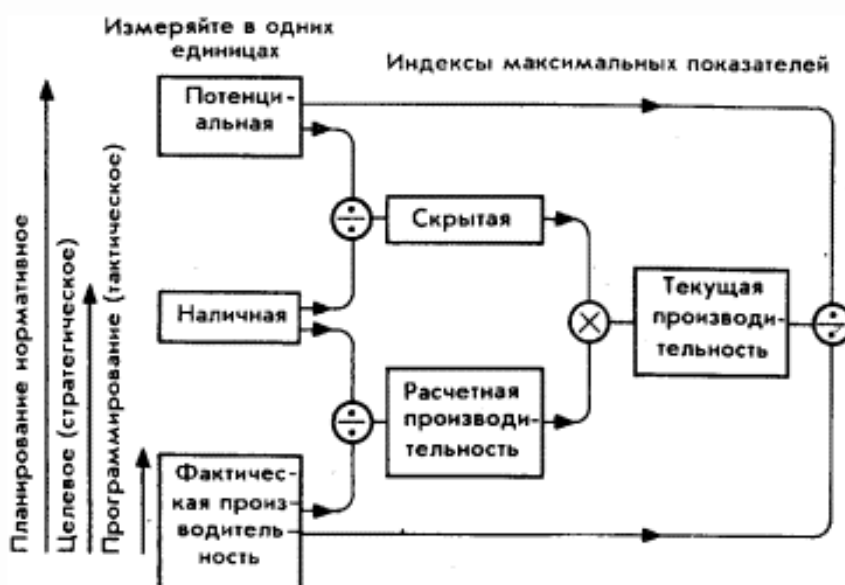 Измеряйте в одних
единицах
Индексы максимальных показателей
Потенци-
альная
Скрытая
Наличная
Текущая
производи-
тельность
Расчетная
производи-
тельность
Фактичес-
кая произ-
водитель
ность
Планирование нормативное
Целевое (стратегическое)
Программирование (тактическое)